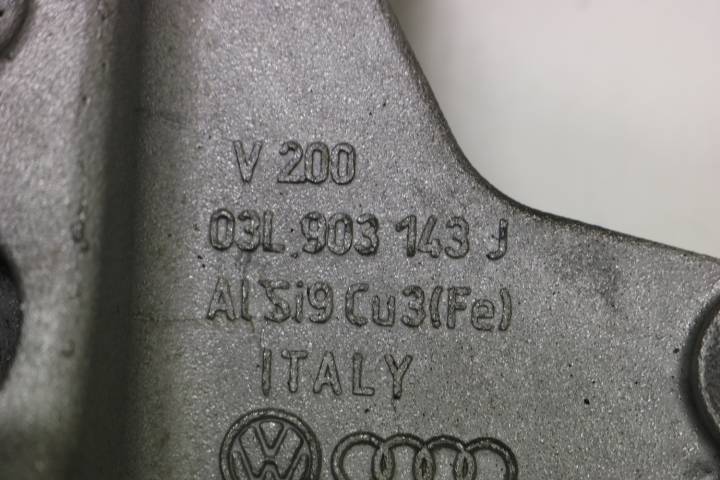 V 200
03L 903 143 J
AlSi9Cu3(Fe)
ITALY